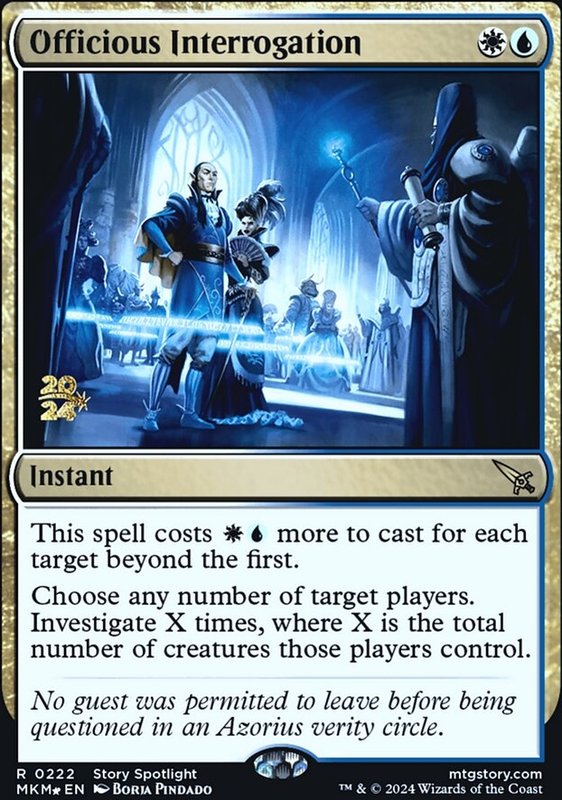 Officious Interrogation
20
24
Instant
This spell costs more to cast for each
target beyond the first.
Choose any number of target players.
Investigate X times, where X is the total
number of creatures those players control.
No guest was permitted to leave before being
questioned in an Azorius verity circle.
R 0222 Story Spotlight mtgstory.com
MKM★EN Borja Pindado ™ & © 2024 Wizards of the Coast